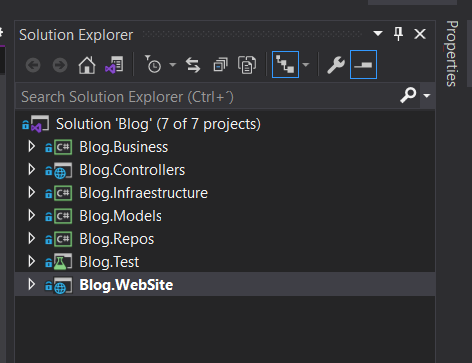 Solution Explorer
Properties
Search Solution Explorer (Ctrl+´)
Solution 'Blog' (7 of 7 projects)
C# Blog.Business
Blog.Controllers
C# Blog.Infraestructure
C# Blog.Models
C# Blog.Repos
Blog.Test
Blog.WebSite